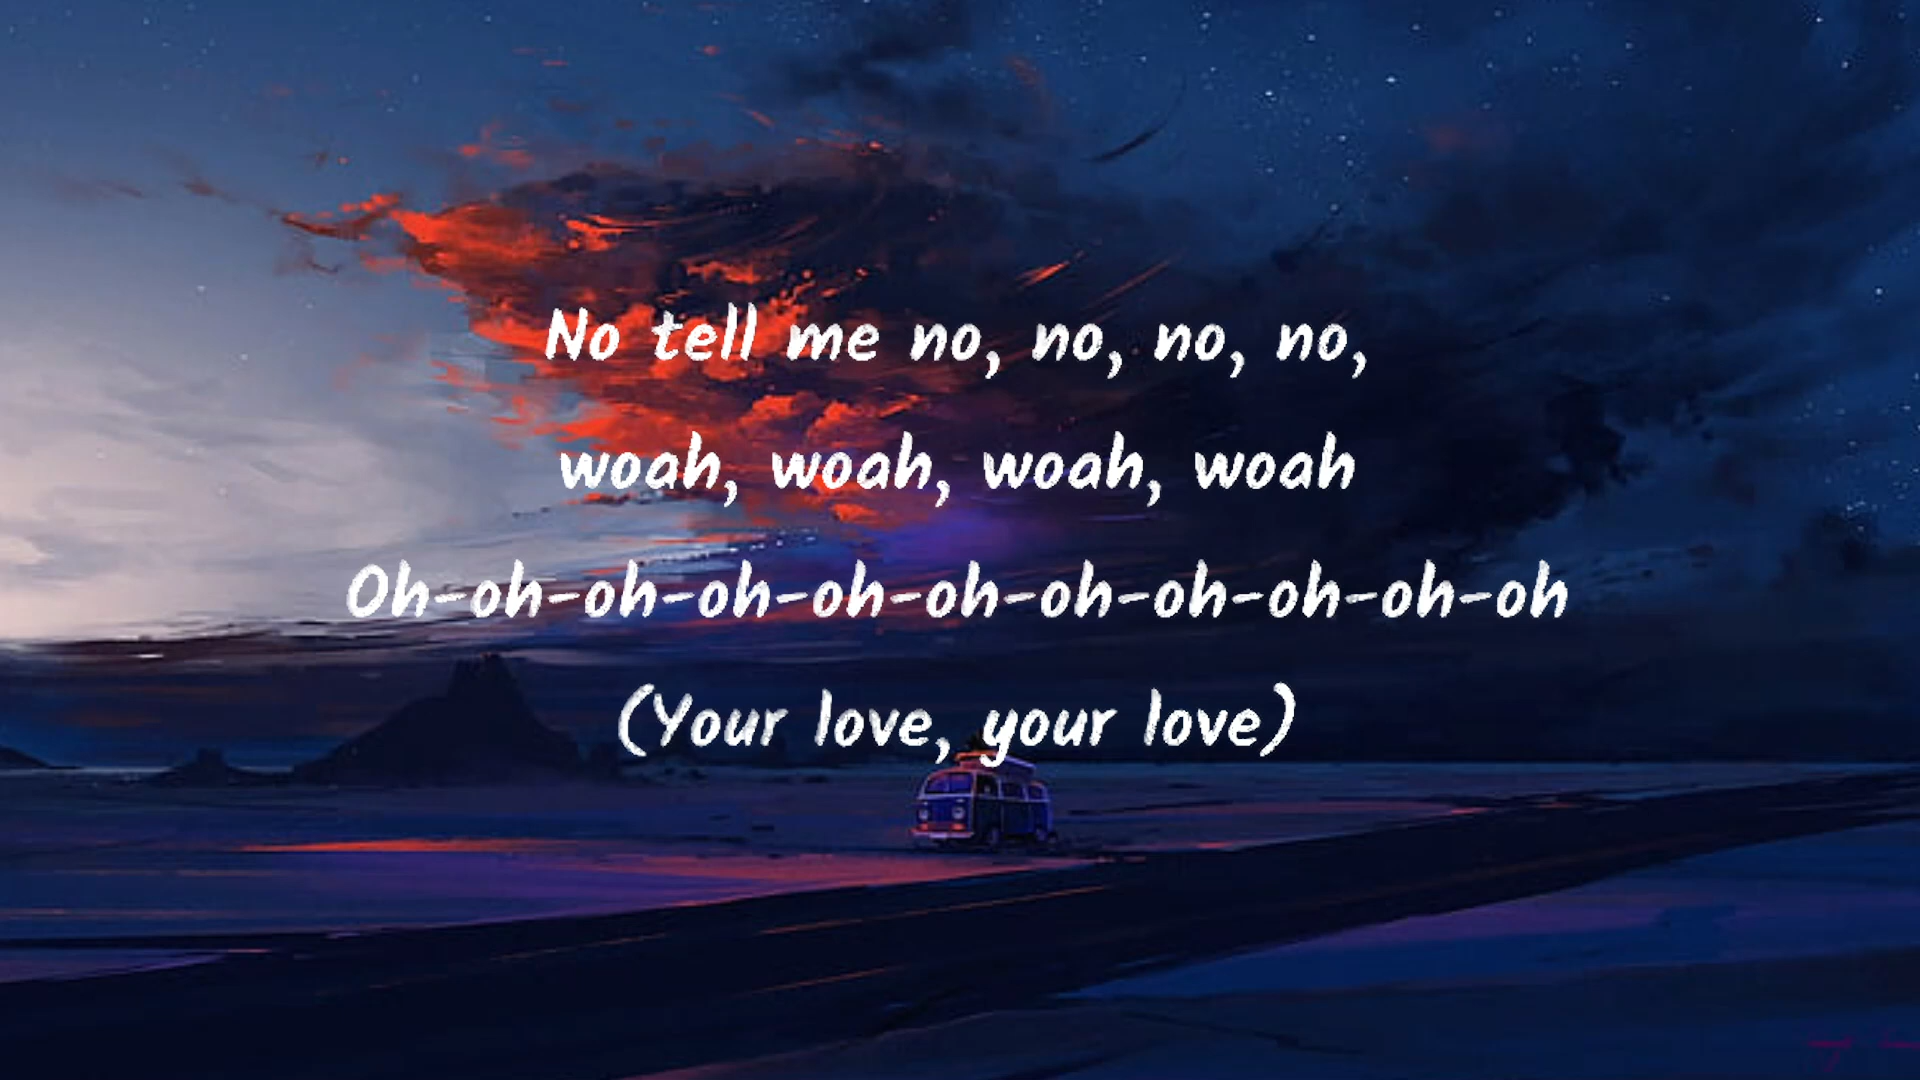 No tell me no, no, no, no,
woah, woah, woah, woah
Oh-oh-oh-oh-oh-oh-oh-oh-oh-oh-oh
(Your love, your love)